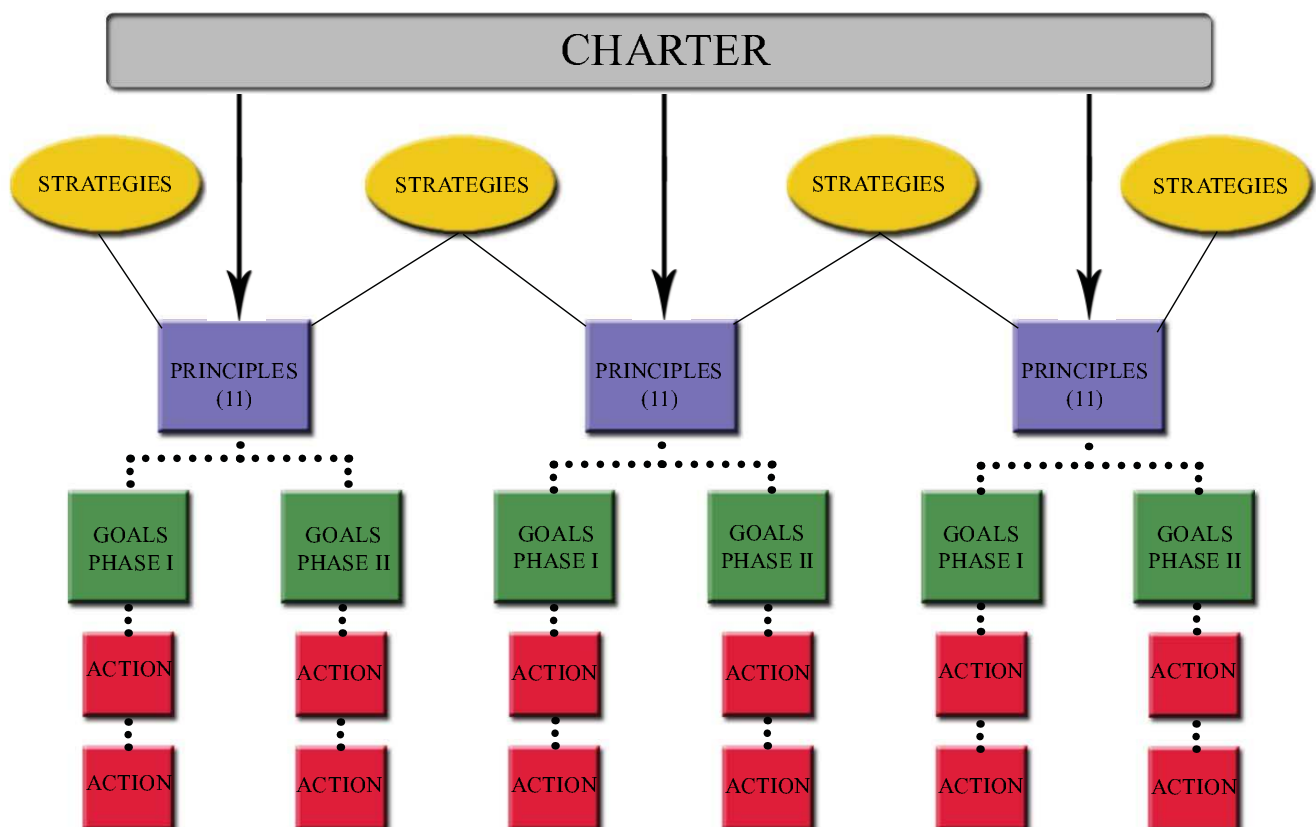 CHARTER
STRATEGIES
STRATEGIES
STRATEGIES
STRATEGIES
PRINCIPLES
(11)
PRINCIPLES
(11)
PRINCIPLES
(11)
GOALS
PHASE I
GOALS
PHASE II
GOALS
PHASE I
GOALS
PHASE II
GOALS
PHASE I
GOALS
PHASE II
ACTION
ACTION
ACTION
ACTION
ACTION
ACTION
ACTION
ACTION
ACTION
ACTION
ACTION
ACTION